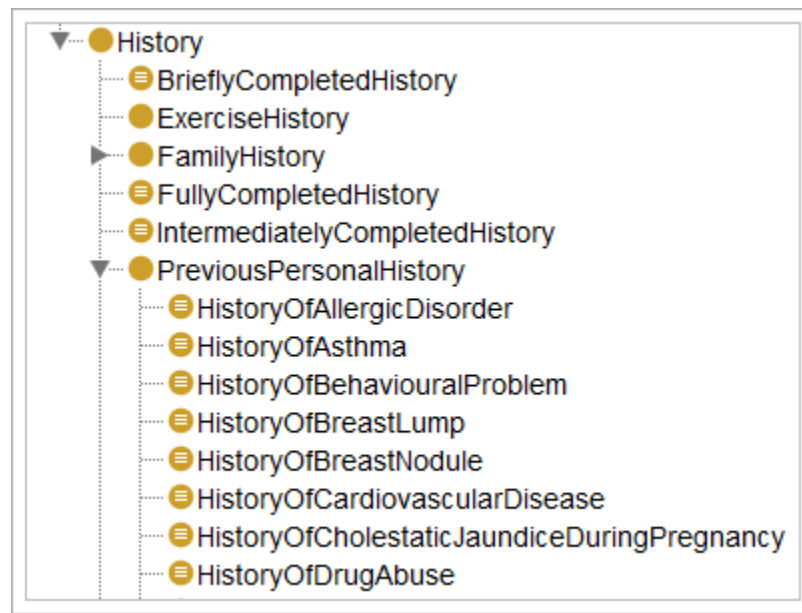 History
BrieflyCompletedHistory
ExerciseHistory
FamilyHistory
FullyCompletedHistory
IntermediatelyCompletedHistory
PreviousPersonalHistory
HistoryOfAllergicDisorder
HistoryOfAsthma
HistoryOfBehaviouralProblem
HistoryOfBreastLump
HistoryOfBreastNodule
HistoryOfCardiovascularDisease
HistoryOfCholestaticJaundiceDuringPregnancy
HistoryOfDrugAbuse